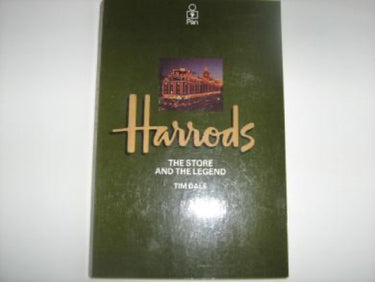 Pan
Harrods
THE STORE
AND THE LEGEND
TIM DALE